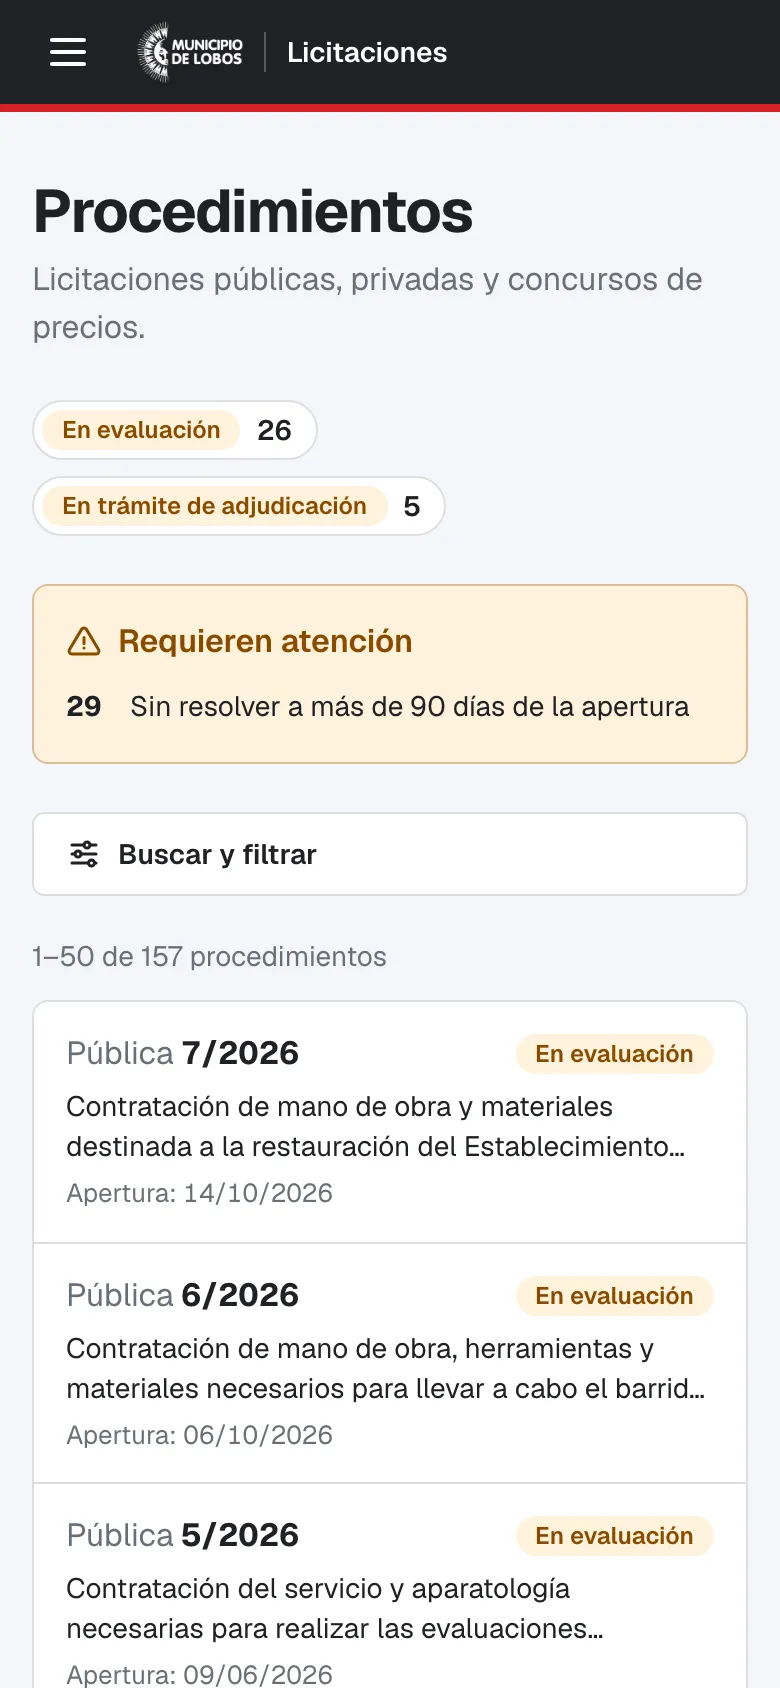 MUNICIPIO
DE LOBOS
Licitaciones
Procedimientos
Licitaciones públicas, privadas y concursos de
precios.
En evaluación 26
En trámite de adjudicación 5
Requieren atención
29 Sin resolver a más de 90 días de la apertura
Buscar y filtrar
1–50 de 157 procedimientos
Pública 7/2026 En evaluación
Contratación de mano de obra y materiales
destinada a la restauración del Establecimiento...
Apertura: 14/10/2026
Pública 6/2026 En evaluación
Contratación de mano de obra, herramientas y
materiales necesarios para llevar a cabo el barrid...
Apertura: 06/10/2026
Pública 5/2026 En evaluación
Contratación del servicio y aparatología
necesarias para realizar las evaluaciones...
Apertura: 09/06/2026